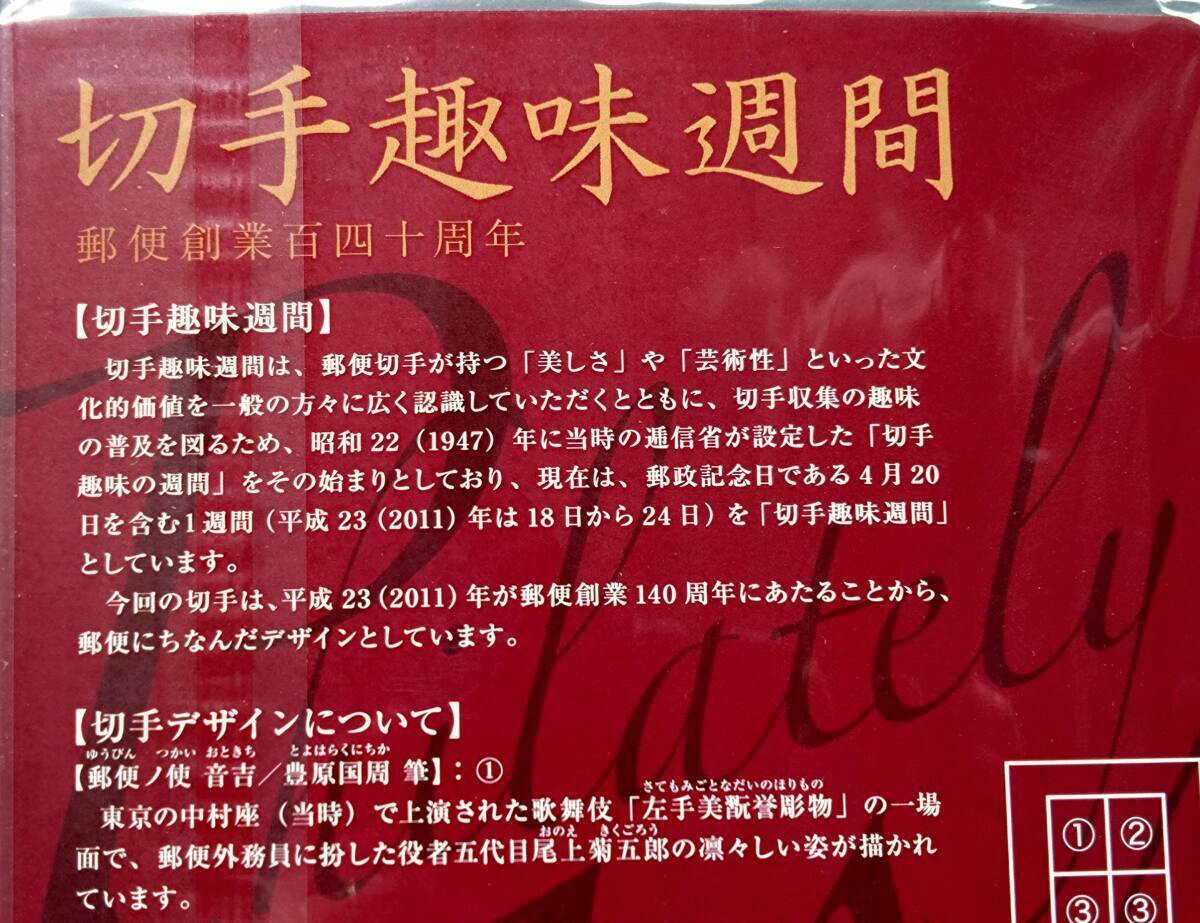 切手趣味週間
郵便創業百四十周年
【切手趣味週間】
切手趣味週間は、郵便切手が持つ「美しさ」や「芸術性」といった文
化的価値を一般の方々に広く認識していただくとともに、切手収集の趣味
の普及を図るため、昭和22（1947）年に当時の逓信省が設定した「切手
趣味の週間」をその始まりとしており、現在は、郵政記念日である4月20
日を含む1週間（平成23（2011）年は18日から24日）を「切手趣味週間」
としています。
今回の切手は、平成23（2011）年が郵便創業140周年にあたることから、
郵便にちなんだデザインとしています。
【切手デザインについて】
ゆうびん つかい おときち とよはらくにちか
【郵便ノ使 音吉／豊原国周 筆】：①
さてもみごとなだいのほりもの
東京の中村座（当時）で上演された歌舞伎「左手美酛誉彫物」の一場
おのえ きくごろう
面で、郵便外務員に扮した役者五代目尾上菊五郎の凛々しい姿が描かれ
ています。
Philately
① ②
③ ③